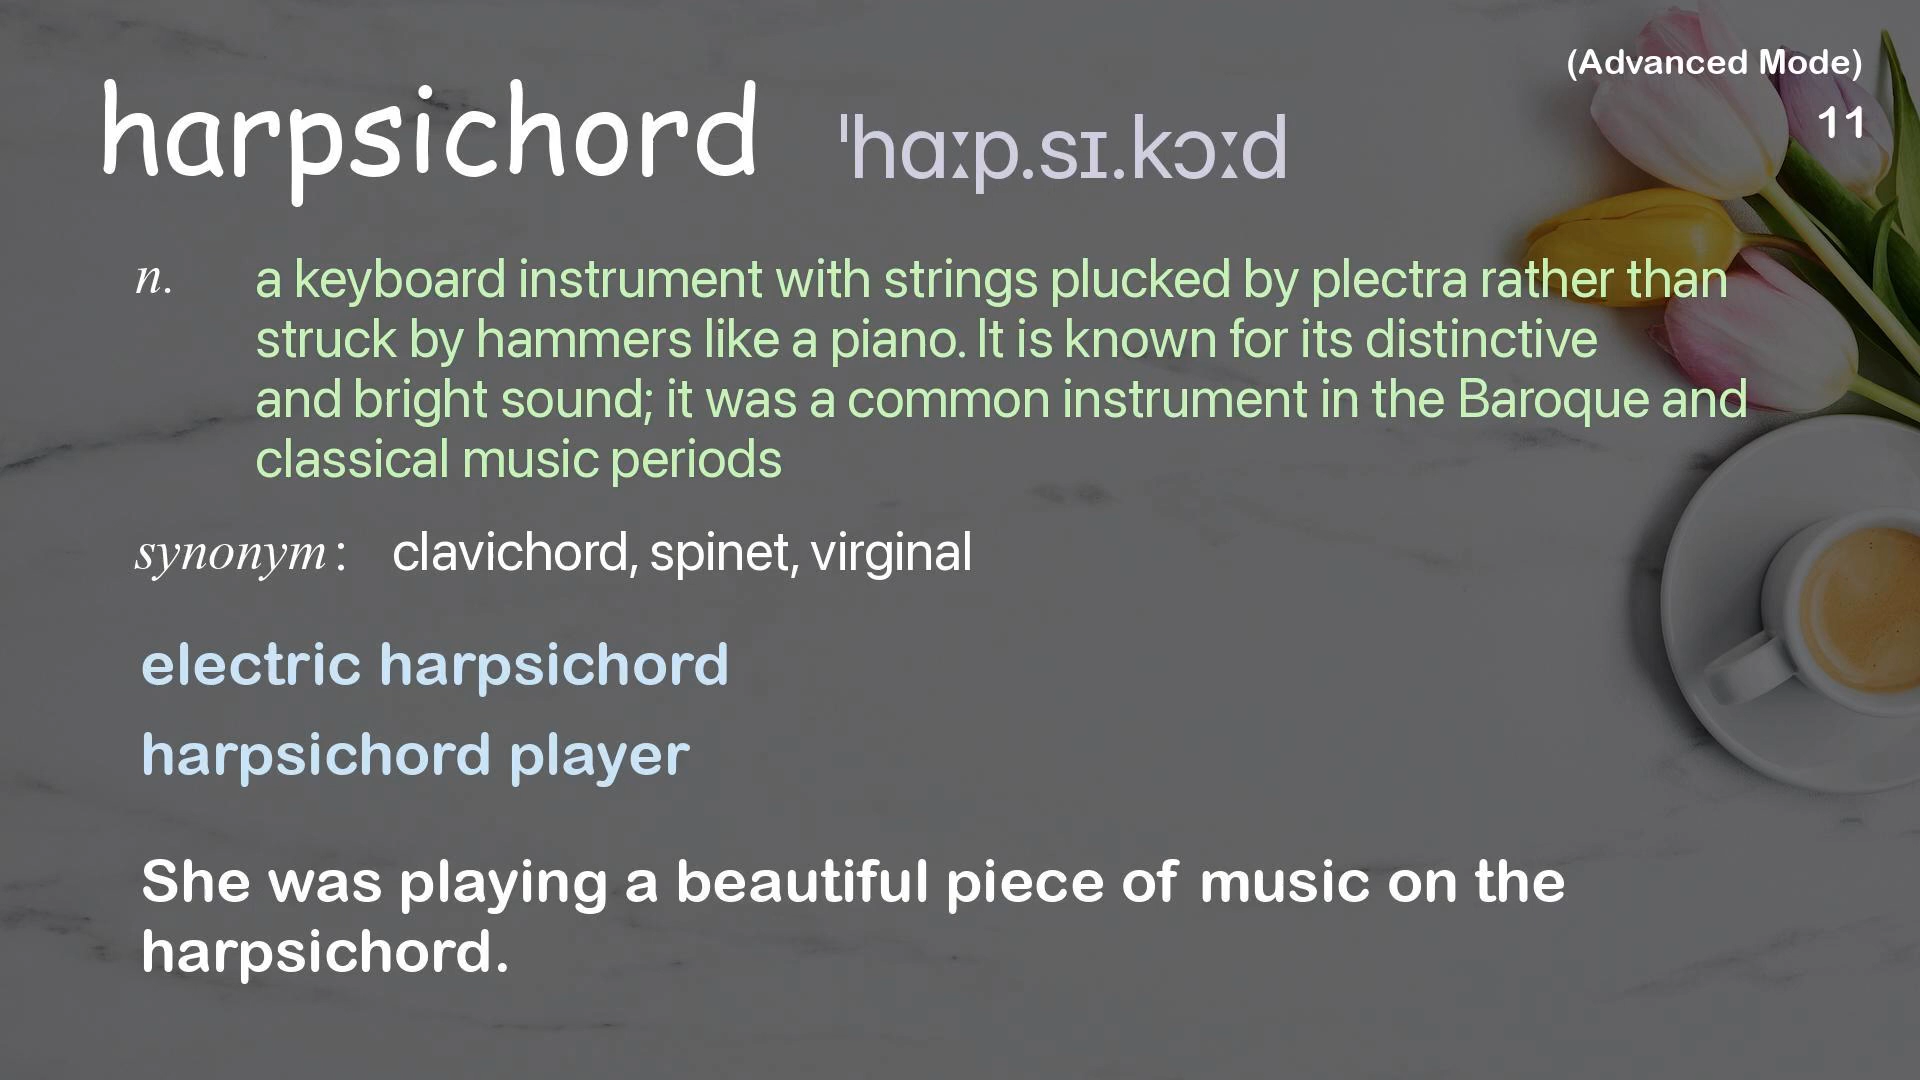 (Advanced Mode)
11
harpsichord ˈhɑːp.sɪ.kɔːd
n. a keyboard instrument with strings plucked by plectra rather than
struck by hammers like a piano. It is known for its distinctive
and bright sound; it was a common instrument in the Baroque and
classical music periods
synonym: clavichord, spinet, virginal
electric harpsichord
harpsichord player
She was playing a beautiful piece of music on the
harpsichord.